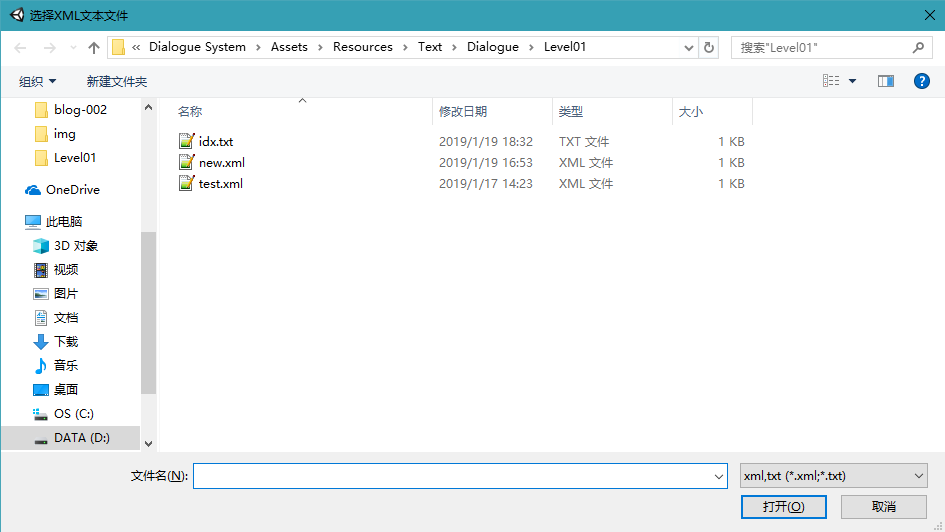 选择XML文本文件
« Dialogue System › Assets › Resources › Text › Dialogue › Level01
搜索"Level01"
组织 新建文件夹
blog-002
img
Level01
OneDrive
此电脑
3D 对象
视频
图片
文档
下载
音乐
桌面
OS (C:)
DATA (D:)
名称 修改日期 类型 大小
idx.txt 2019/1/19 18:32 TXT 文件 1 KB
new.xml 2019/1/19 16:53 XML 文件 1 KB
test.xml 2019/1/17 14:23 XML 文件 1 KB
文件名(N):
xml,txt (*.xml;*.txt)
打开(O) 取消